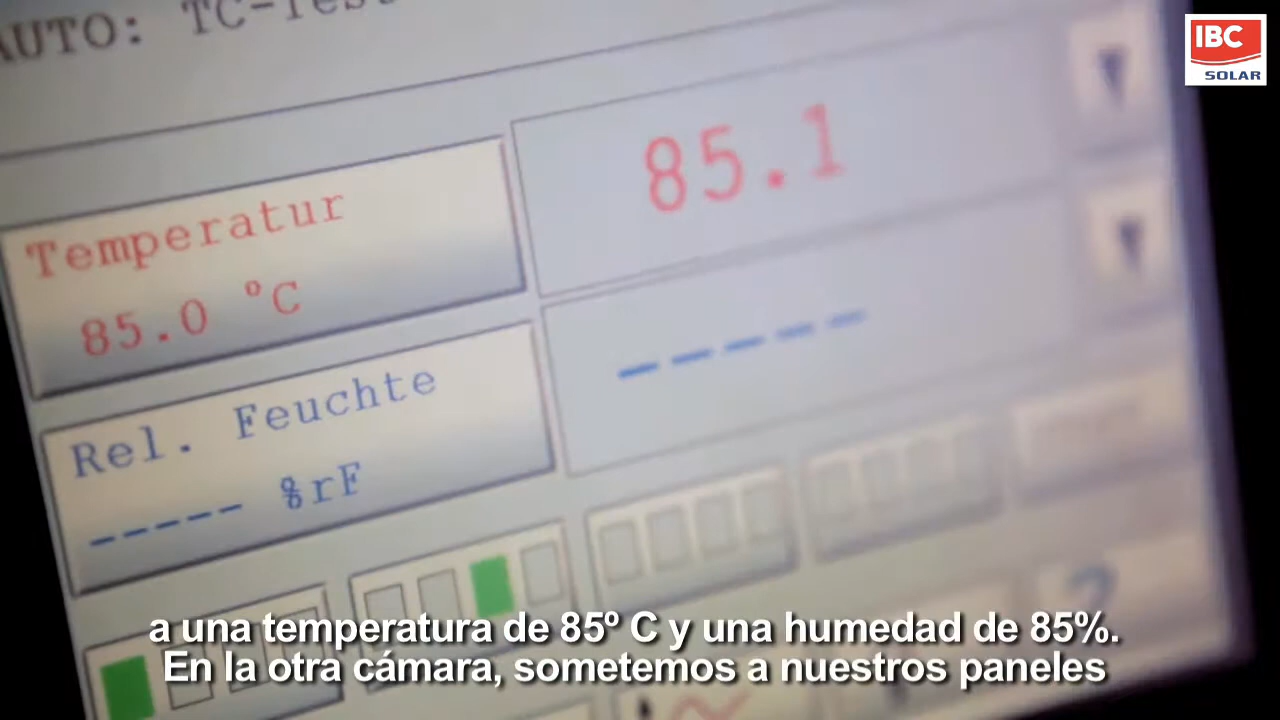 AUTO: TC-Test
IBC
SOLAR
85.1
Temperatur
85.0 °C
-----
Rel. Feuchte
----- %rF
?
a una temperatura de 85º C y una humedad de 85%.
En la otra cámara, sometemos a nuestros paneles